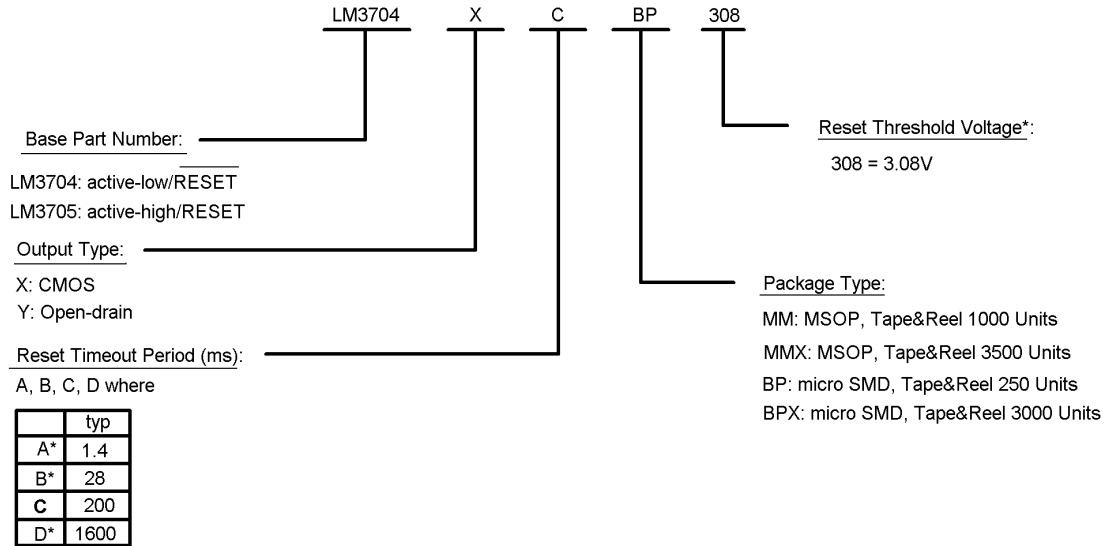 LM3704 X C BP 308
Base Part Number:
LM3704: active-low/RESET
LM3705: active-high/RESET
Output Type:
X: CMOS
Y: Open-drain
Reset Timeout Period (ms):
A, B, C, D where
typ
A* 1.4
B* 28
C 200
D* 1600
Reset Threshold Voltage*:
308 = 3.08V
Package Type:
MM: MSOP, Tape&Reel 1000 Units
MMX: MSOP, Tape&Reel 3500 Units
BP: micro SMD, Tape&Reel 250 Units
BPX: micro SMD, Tape&Reel 3000 Units